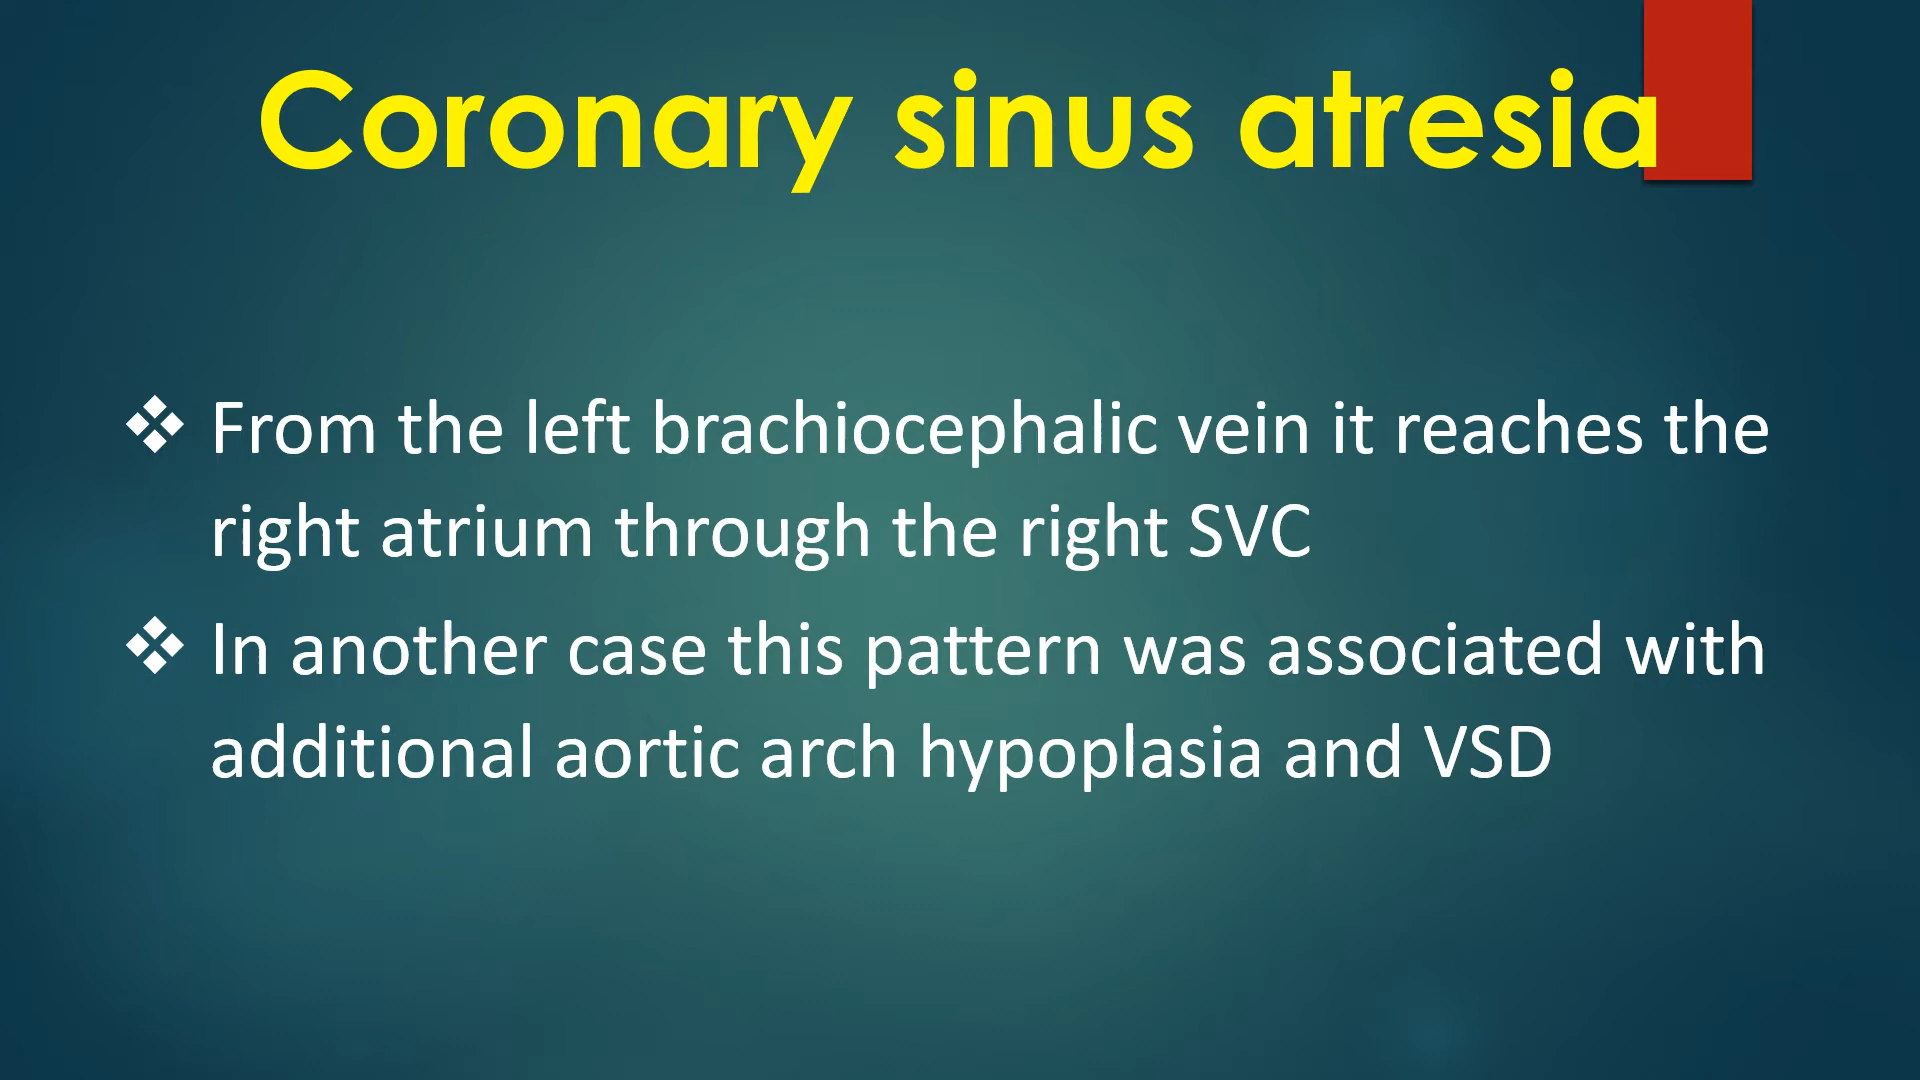 Coronary sinus atresia
❖ From the left brachiocephalic vein it reaches the
right atrium through the right SVC
❖ In another case this pattern was associated with
additional aortic arch hypoplasia and VSD